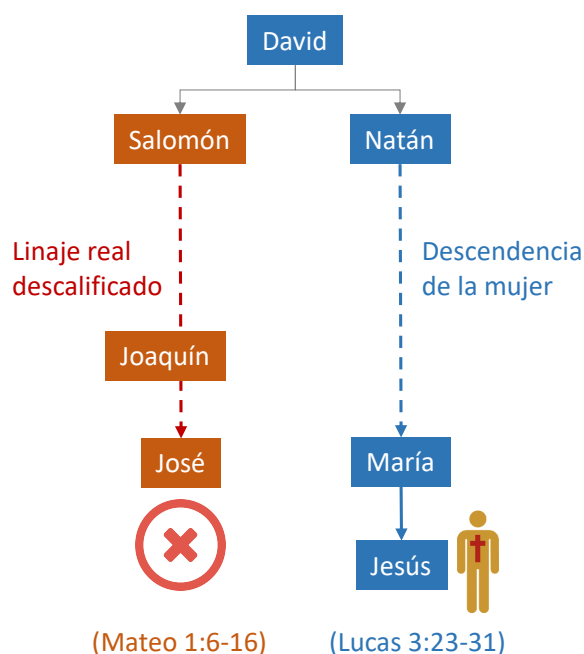 David
Salomón
Natán
Linaje real
descalificado
Descendencia
de la mujer
Joaquín
José
María
Jesús
(Mateo 1:6-16)
(Lucas 3:23-31)